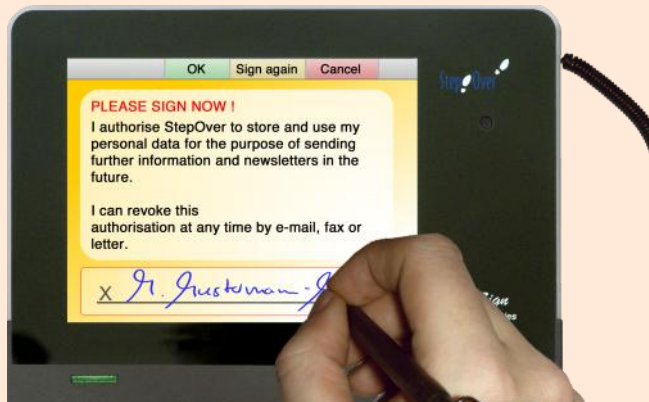 OK Sign again Cancel
StepOver
PLEASE SIGN NOW !
I authorise StepOver to store and use my
personal data for the purpose of sending
further information and newsletters in the
future.
I can revoke this
authorisation at any time by e-mail, fax or
letter.
X M. Musterman-